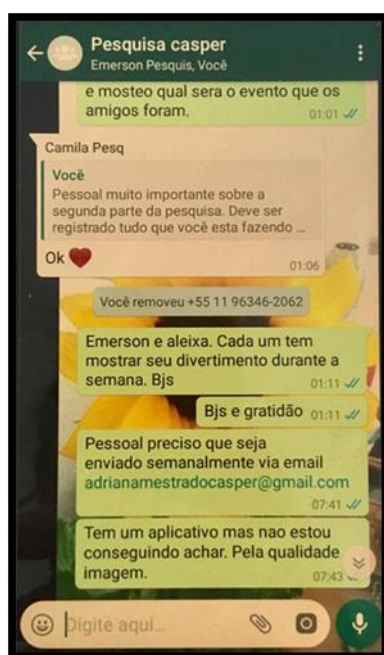 Pesquisa casper
Emerson Pesquis, Você
e mosteo qual sera o evento que os
amigos foram.
01:01
Camila Pesq
Você
Pessoal muito importante sobre a
segunda parte da pesquisa. Deve ser
registrado tudo que você esta fazendo ...
Ok ❤
01:06
Você removeu +55 11 96346-2062
Emerson e aleixa. Cada um tem
mostrar seu divertimento durante a
semana. Bjs
01:11
Bjs e gratidão 01:11
Pessoal preciso que seja
enviado semanalmente via email
adrianamestradocasper@gmail.com
07:41
Tem um aplicativo mas nao estou
conseguindo achar. Pela qualidade
imagem.
07:43
Digite aqui...